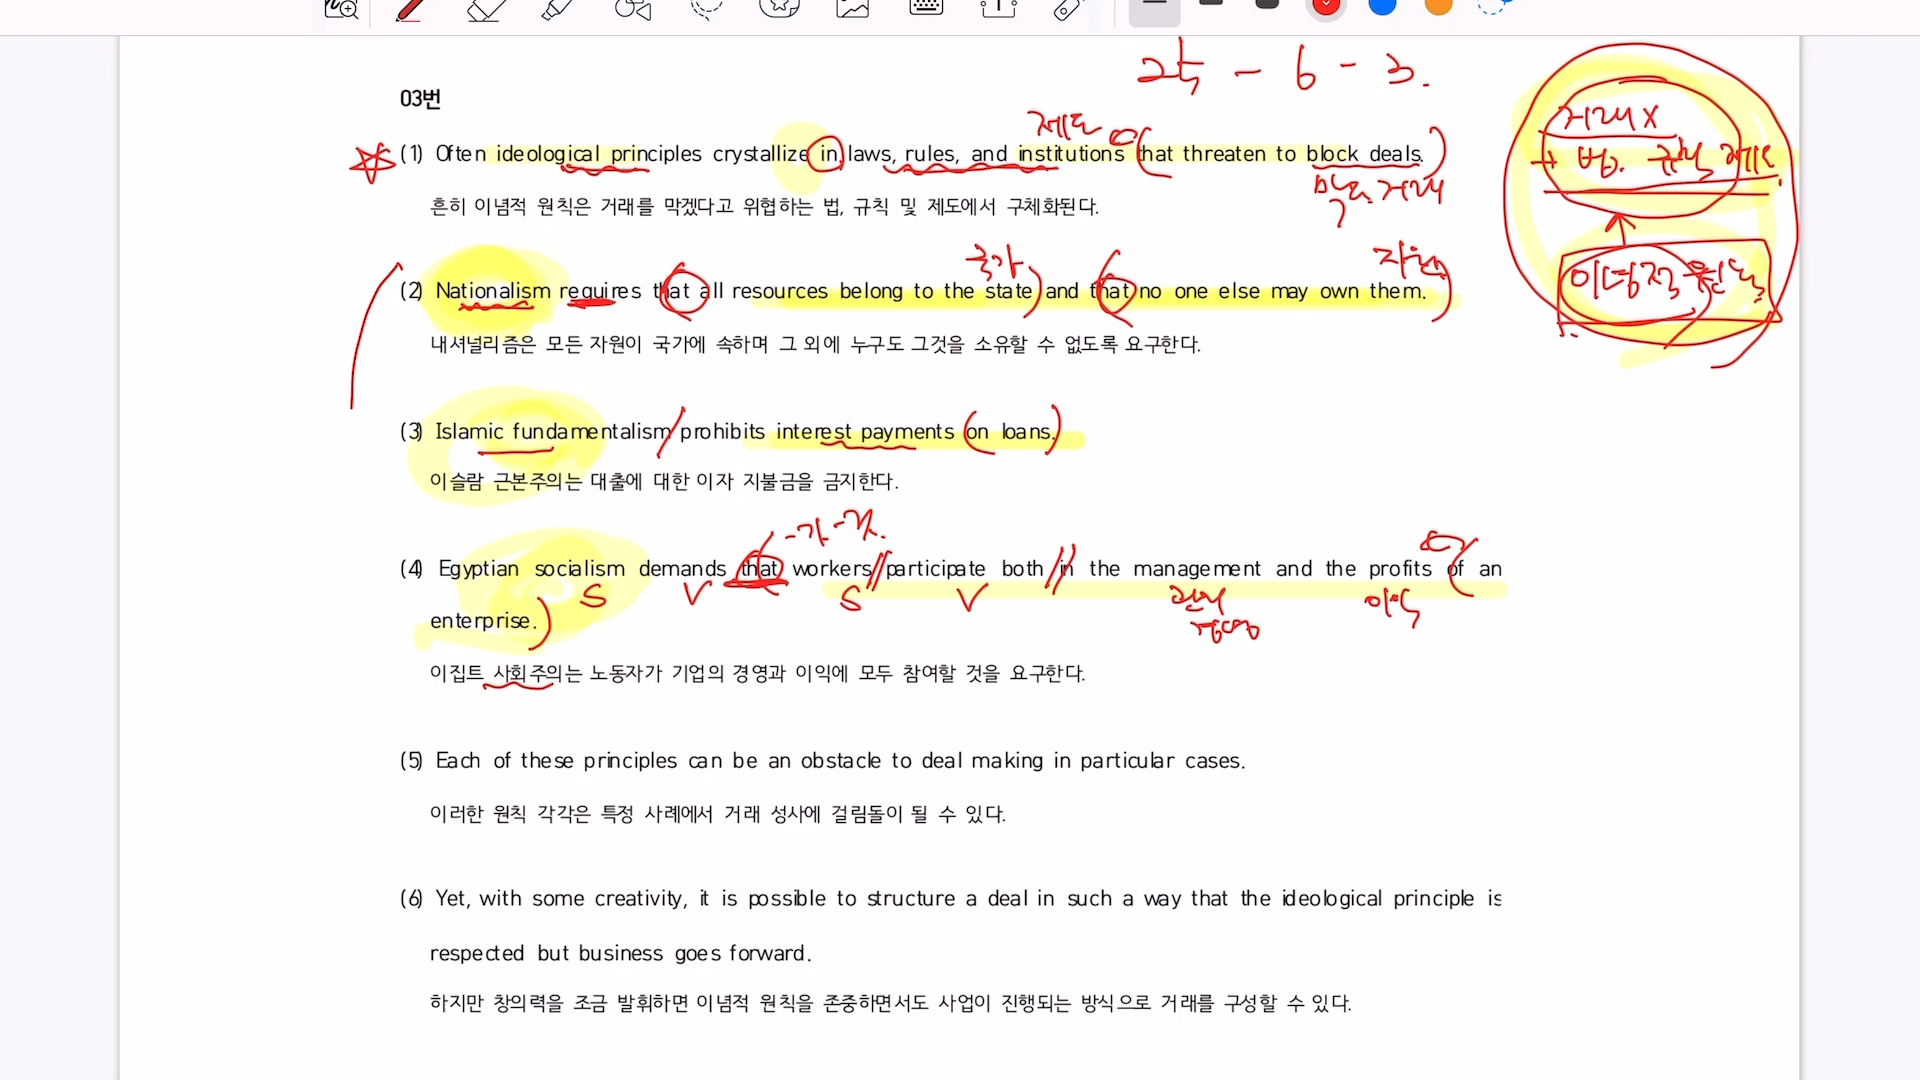 25 - 6 - 3.
03번
제도
(1) Often ideological principles crystallize in laws, rules, and institutions that threaten to block deals.
막다. 거래
흔히 이념적 원칙은 거래를 막겠다고 위협하는 법, 규칙 및 제도에서 구체화된다.
거래 X
→ 법. 규칙 제도
이념적 원칙
국가
자원
(2) Nationalism requires that all resources belong to the state and that no one else may own them.
내셔널리즘은 모든 자원이 국가에 속하며 그 외에 누구도 그것을 소유할 수 없도록 요구한다.
(3) Islamic fundamentalism prohibits interest payments on loans.
이슬람 근본주의는 대출에 대한 이자 지불금을 금지한다.
-가 -것.
(4) Egyptian socialism demands that workers participate both in the management and the profits of an
S V S V 관리 이익
경영
enterprise.
이집트 사회주의는 노동자가 기업의 경영과 이익에 모두 참여할 것을 요구한다.
(5) Each of these principles can be an obstacle to deal making in particular cases.
이러한 원칙 각각은 특정 사례에서 거래 성사에 걸림돌이 될 수 있다.
(6) Yet, with some creativity, it is possible to structure a deal in such a way that the ideological principle is
respected but business goes forward.
하지만 창의력을 조금 발휘하면 이념적 원칙을 존중하면서도 사업이 진행되는 방식으로 거래를 구성할 수 있다.